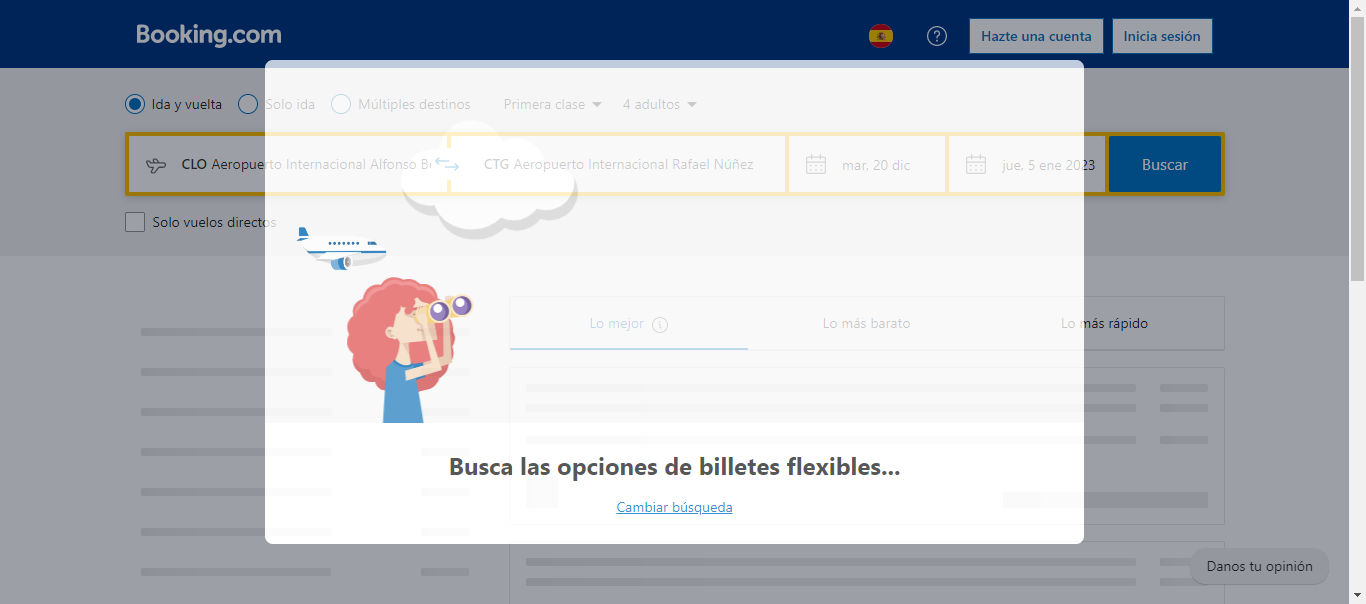 Booking.com
?
Hazte una cuenta
Inicia sesión
Ida y vuelta
Solo ida
Múltiples destinos
Primera clase
4 adultos
CLO Aeropuerto Internacional Alfonso
CTG Aeropuerto Internacional Rafael Núñez
mar, 20 dic
jue, 5 ene 2023
Buscar
Solo vuelos directos
Lo mejor
Lo más barato
Lo más rápido
Busca las opciones de billetes flexibles...
Cambiar búsqueda
Danos tu opinión